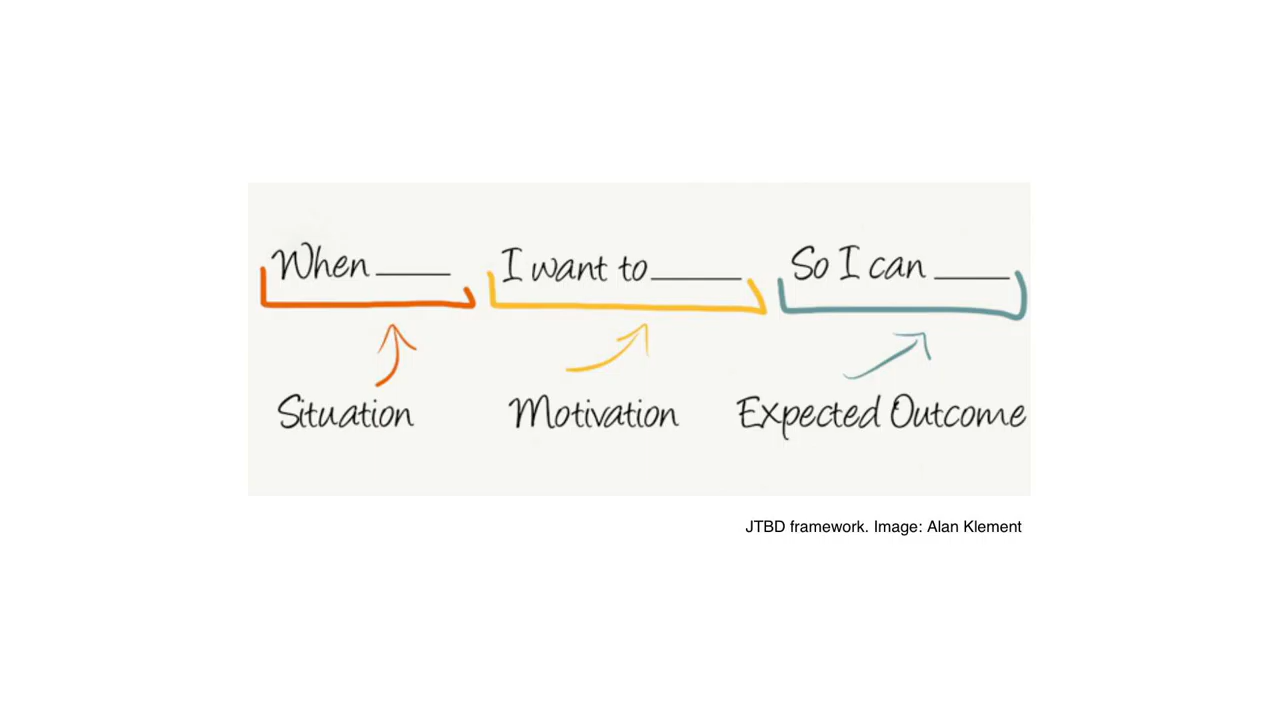 When ____ I want to ____ So I can ____
Situation Motivation Expected Outcome
JTBD framework. Image: Alan Klement